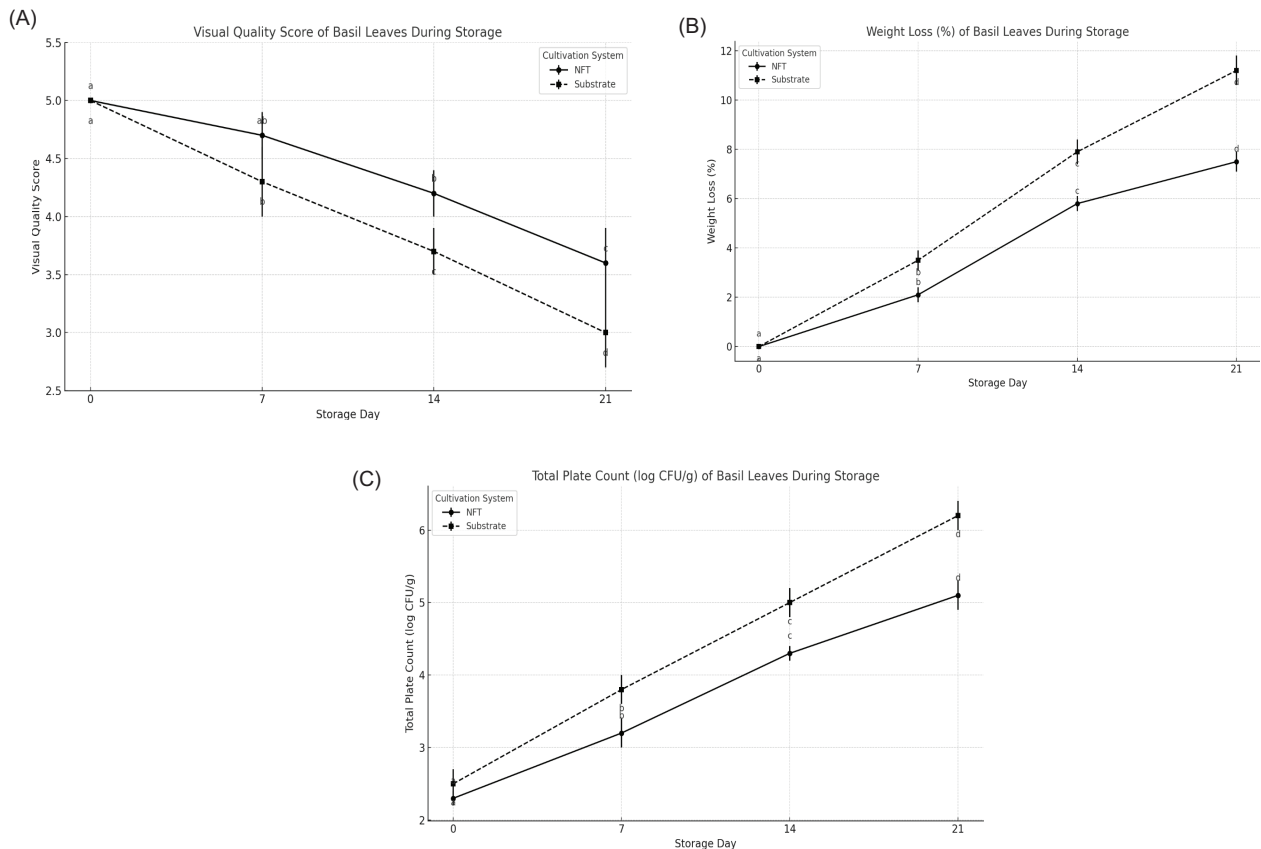 (A)
Visual Quality Score of Basil Leaves During Storage
Visual Quality Score
5.5
5.0
4.5
4.0
3.5
3.0
2.5
Cultivation System
NFT
Substrate
a
a
ab
b
b
c
c
d
0 7 14 21
Storage Day
(B)
Weight Loss (%) of Basil Leaves During Storage
Weight Loss (%)
12
10
8
6
4
2
0
Cultivation System
NFT
Substrate
a
a
b
b
c
c
d
d
0 7 14 21
Storage Day
(C)
Total Plate Count (log CFU/g) of Basil Leaves During Storage
Total Plate Count (log CFU/g)
6
5
4
3
2
Cultivation System
NFT
Substrate
b
b
c
c
d
d
0 7 14 21
Storage Day